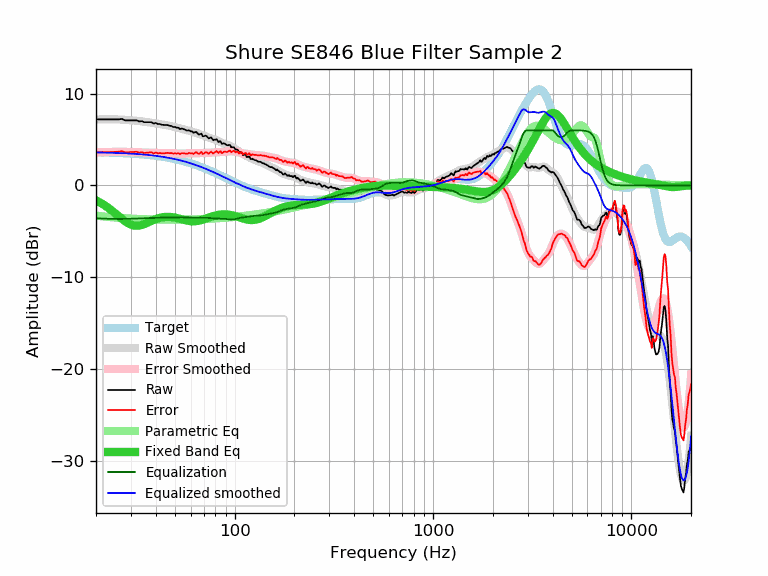 Shure SE846 Blue Filter Sample 2
Amplitude (dBr)
10
0
−10
−20
−30
Target
Raw Smoothed
Error Smoothed
Raw
Error
Parametric Eq
Fixed Band Eq
Equalization
Equalized smoothed
100
1000
10000
Frequency (Hz)